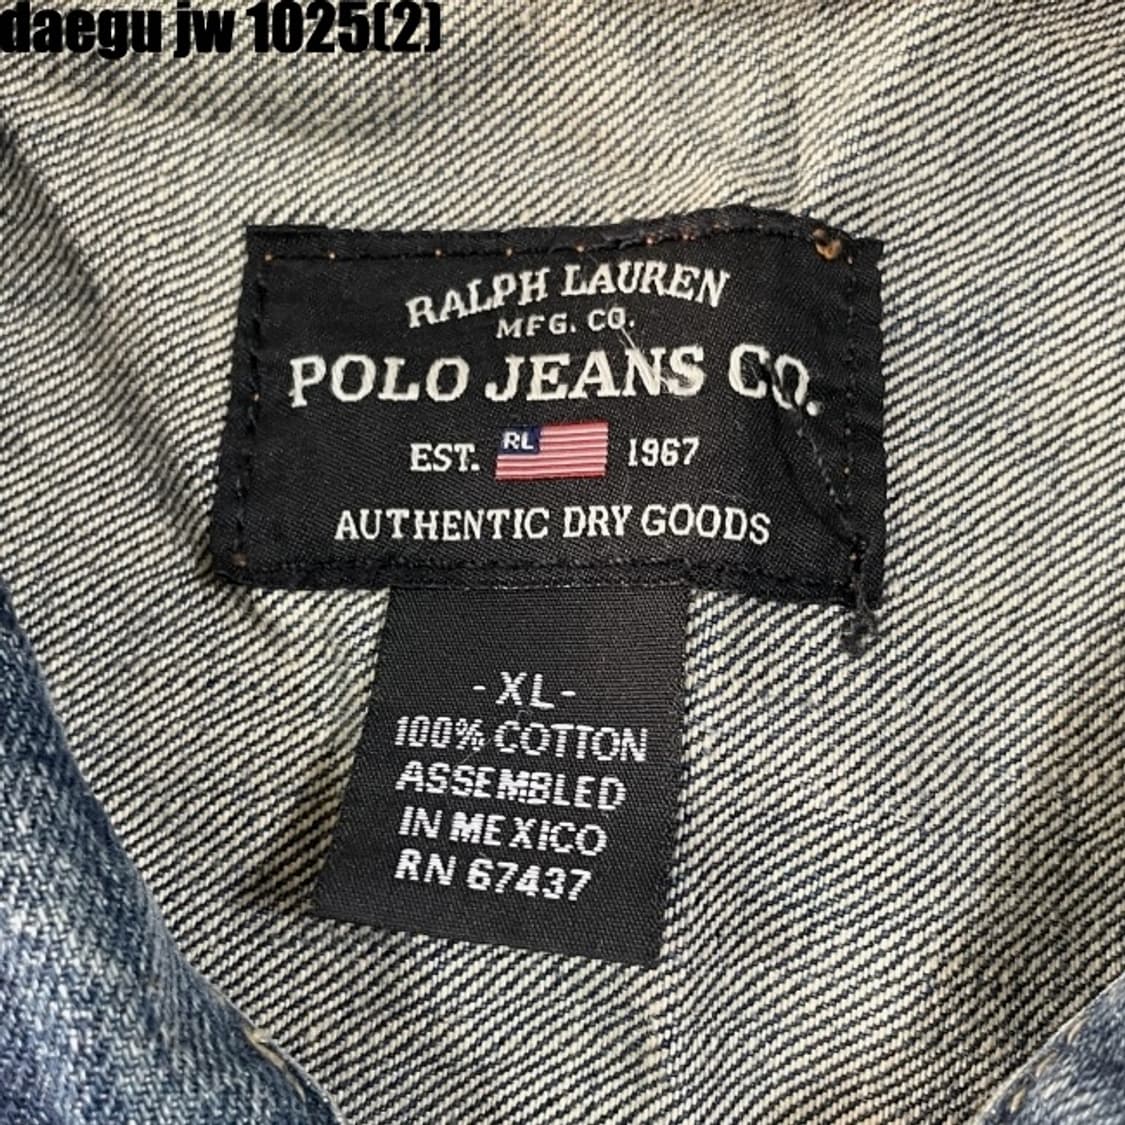 daegu jw 1025(2)
RALPH LAUREN
MFG. CO.
POLO JEANS CO.
EST. RL 1967
AUTHENTIC DRY GOODS
-XL-
100% COTTON
ASSEMBLED
IN MEXICO
RN 67437